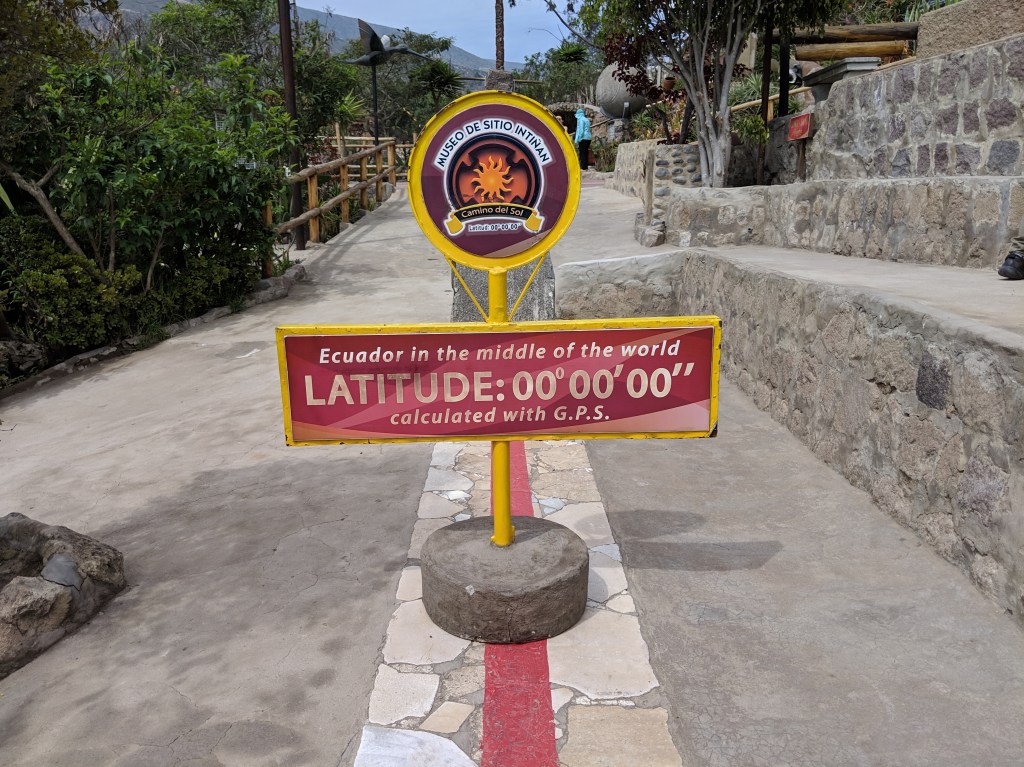 MUSEO DE SITIO INTIÑAN
Camino del Sol
Latitud: 00° 00' 00
Ecuador in the middle of the world
LATITUDE: 00° 00' 00''
calculated with G.P.S.